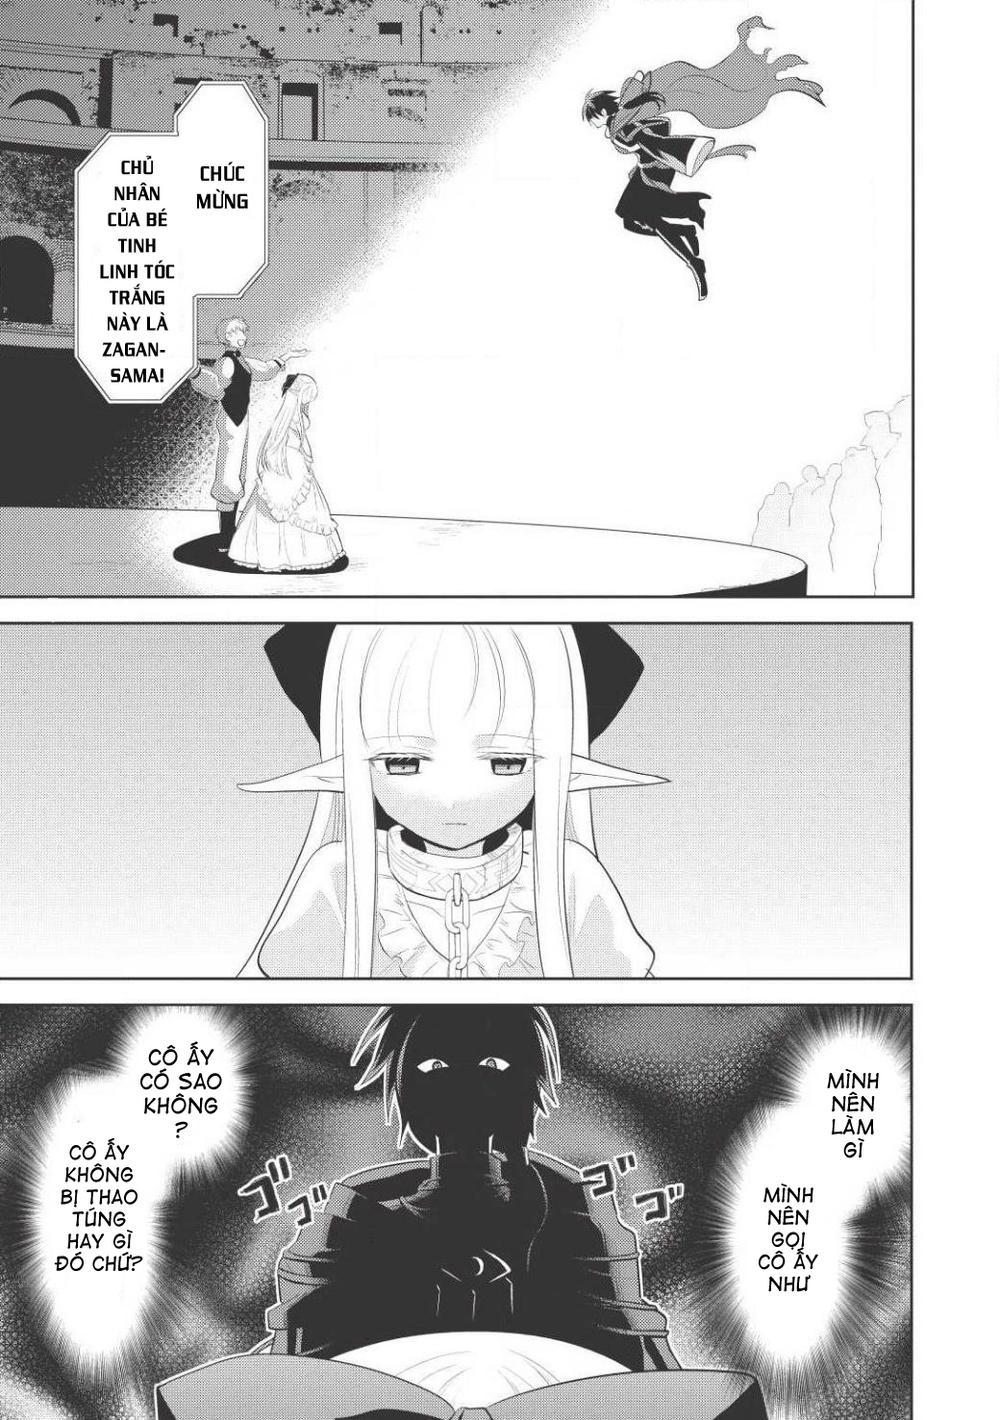 CHÚC
MỪNG
CHỦ
NHÂN
CỦA BÉ
TINH
LINH TÓC
TRẮNG
NÀY LÀ
ZAGAN-
SAMA!
MÌNH
NÊN
LÀM
GÌ
MÌNH
NÊN
GỌI
CÔ ẤY
NHƯ
CÔ ẤY
CÓ SAO
KHÔNG
?
CÔ ẤY
KHÔNG
BỊ THAO
TÚNG
HAY GÌ
ĐÓ CHỨ?
ゴゴ
ゴゴ